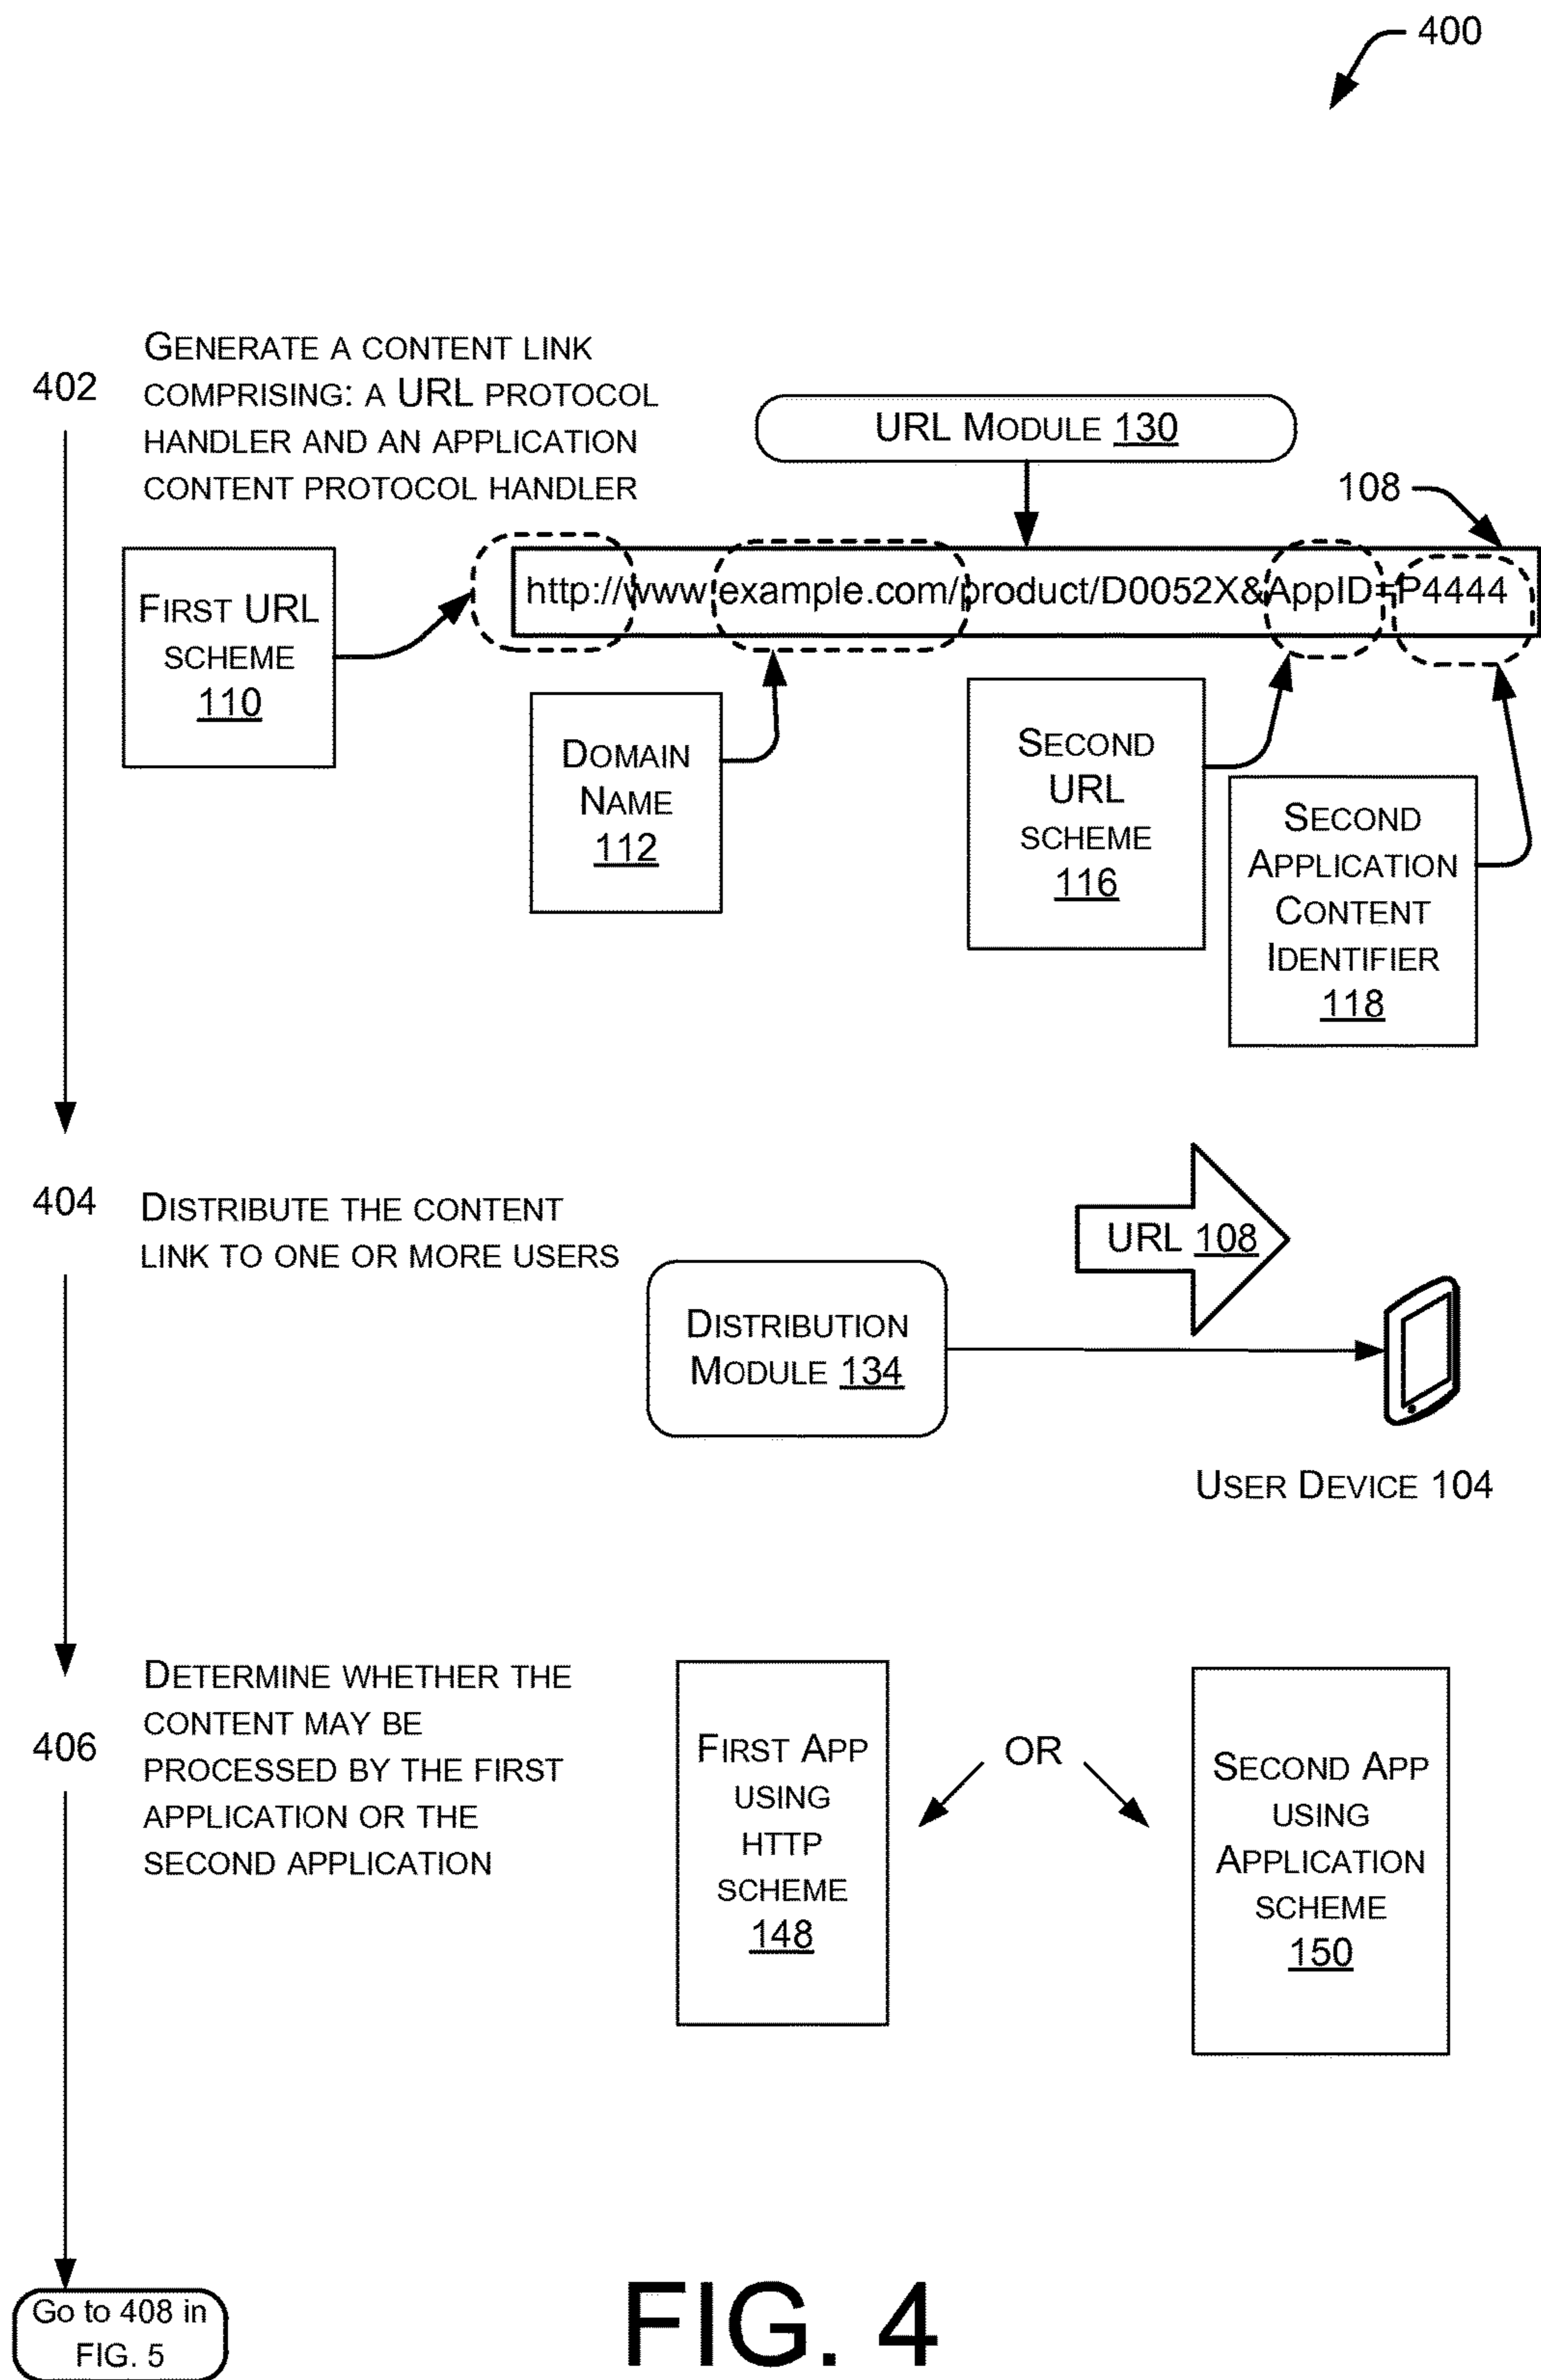 400
402
GENERATE A CONTENT LINK
COMPRISING: A URL PROTOCOL
HANDLER AND AN APPLICATION
CONTENT PROTOCOL HANDLER
URL MODULE 130
108
http://www.example.com/product/D0052X&AppID=P4444
FIRST URL
SCHEME
110
DOMAIN
NAME
112
SECOND
URL
SCHEME
116
SECOND
APPLICATION
CONTENT
IDENTIFIER
118
404
DISTRIBUTE THE CONTENT
LINK TO ONE OR MORE USERS
URL 108
DISTRIBUTION
MODULE 134
USER DEVICE 104
406
DETERMINE WHETHER THE
CONTENT MAY BE
PROCESSED BY THE FIRST
APPLICATION OR THE
SECOND APPLICATION
FIRST APP
USING
HTTP
SCHEME
148
OR
SECOND APP
USING
APPLICATION
SCHEME
150
Go to 408 in
FIG. 5
FIG. 4